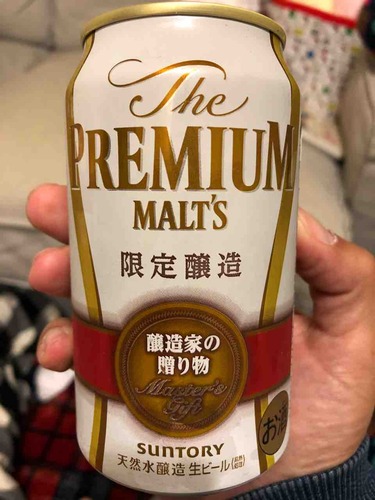 The
PREMIUM
MALT'S
限定醸造
醸造家の
贈り物
Master's
Gift
お酒
SUNTORY
天然水醸造生ビール